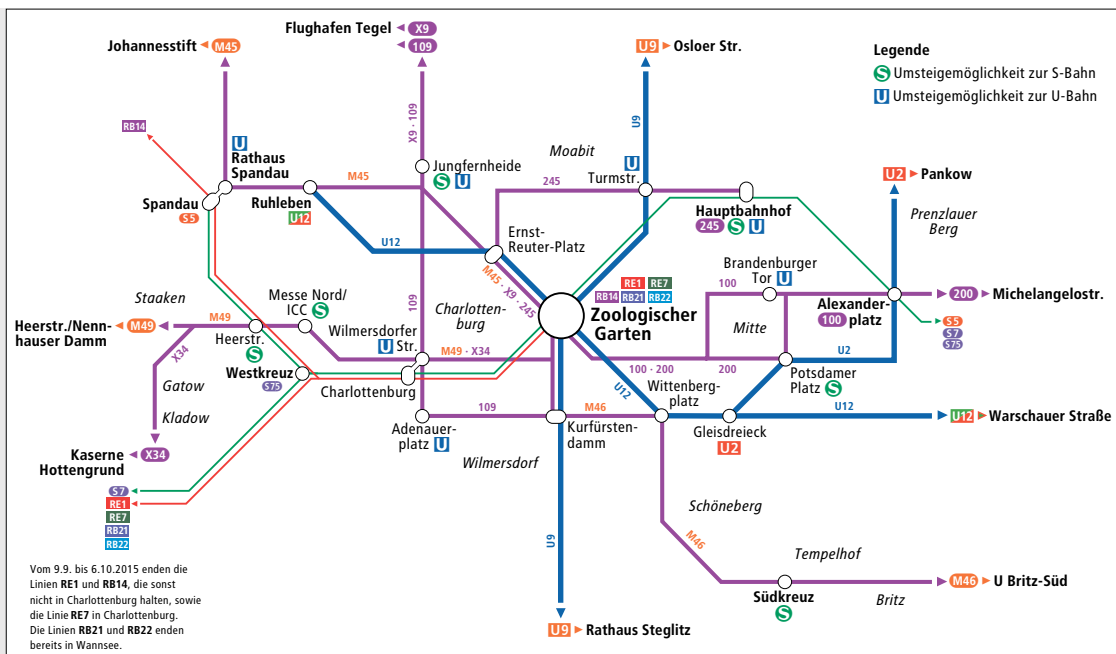 Flughafen Tegel X9
109
Johannesstift M45
U9 Osloer Str.
Legende
S Umsteigemöglichkeit zur S-Bahn
U Umsteigemöglichkeit zur U-Bahn
RB14
U
Rathaus
Spandau
Spandau
S5
M45
Ruhleben
U12
U12
X9 · 109
Jungfernheide
S U
Moabit
U9
U
Turmstr.
245
Hauptbahnhof
245 S U
U2 Pankow
Prenzlauer
Berg
Ernst-
Reuter-Platz
M45 · X9 · 245
RE1 RE7
RB14 RB21 RB22
Zoologischer
Garten
Brandenburger
Tor U
100
Alexander-
100 platz
200 Michelangelostr.
S5
S7
S75
Staaken
Messe Nord/
ICC S
109
Charlotten-
burg
Mitte
Heerstr./Nenn-
hauser Damm
M49
M49
Heerstr.
S
Wilmersdorfer
U Str.
M49 · X34
X34
Gatow
Kladow
Westkreuz
S75
Charlottenburg
100 · 200
200
U2
Potsdamer
Platz S
U12
Wittenberg-
platz
U12
U12 Warschauer Straße
109
M46
Adenauer-
platz U
Kurfürsten-
damm
Gleisdreieck
U2
Kaserne
Hottengrund
X34
Wilmersdorf
S7
RE1
RE7
RB21
RB22
Schöneberg
M46
U9
Tempelhof
Südkreuz
S
Britz
M46 U Britz-Süd
U9 Rathaus Steglitz
Vom 9.9. bis 6.10.2015 enden die
Linien RE1 und RB14, die sonst
nicht in Charlottenburg halten, sowie
die Linie RE7 in Charlottenburg.
Die Linien RB21 und RB22 enden
bereits in Wannsee.